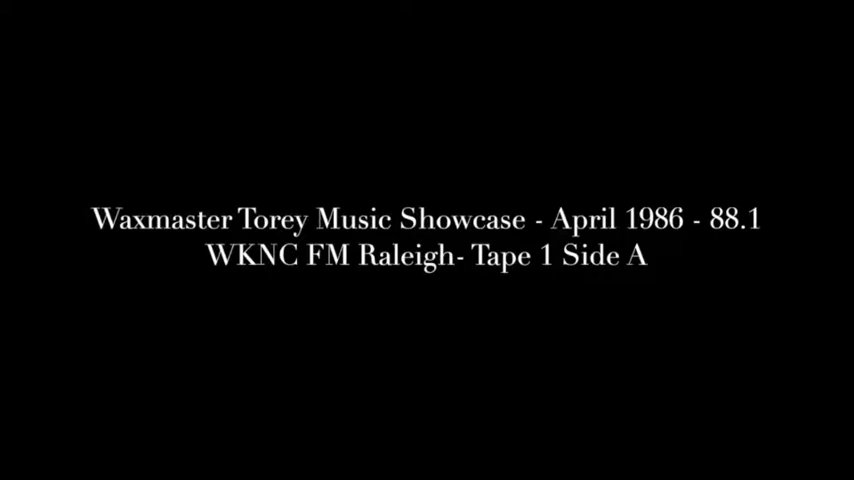 Waxmaster Torey Music Showcase - April 1986 - 88.1
WKNC FM Raleigh- Tape 1 Side A